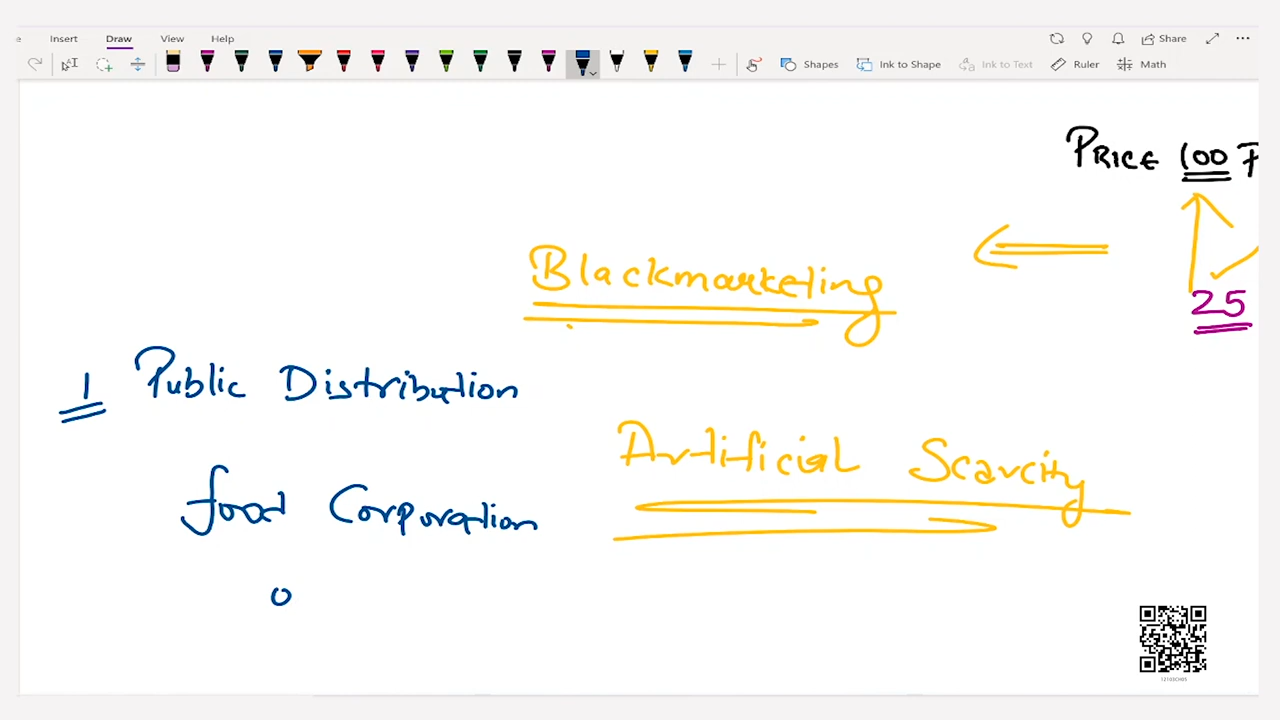 Insert Draw View Help
Share
Shapes Ink to Shape Ink to Text Ruler Math
PRICE 100
25
Blackmarketing
1 Public Distribution
Artificial Scarcity
food Corporation
o
12103CH05